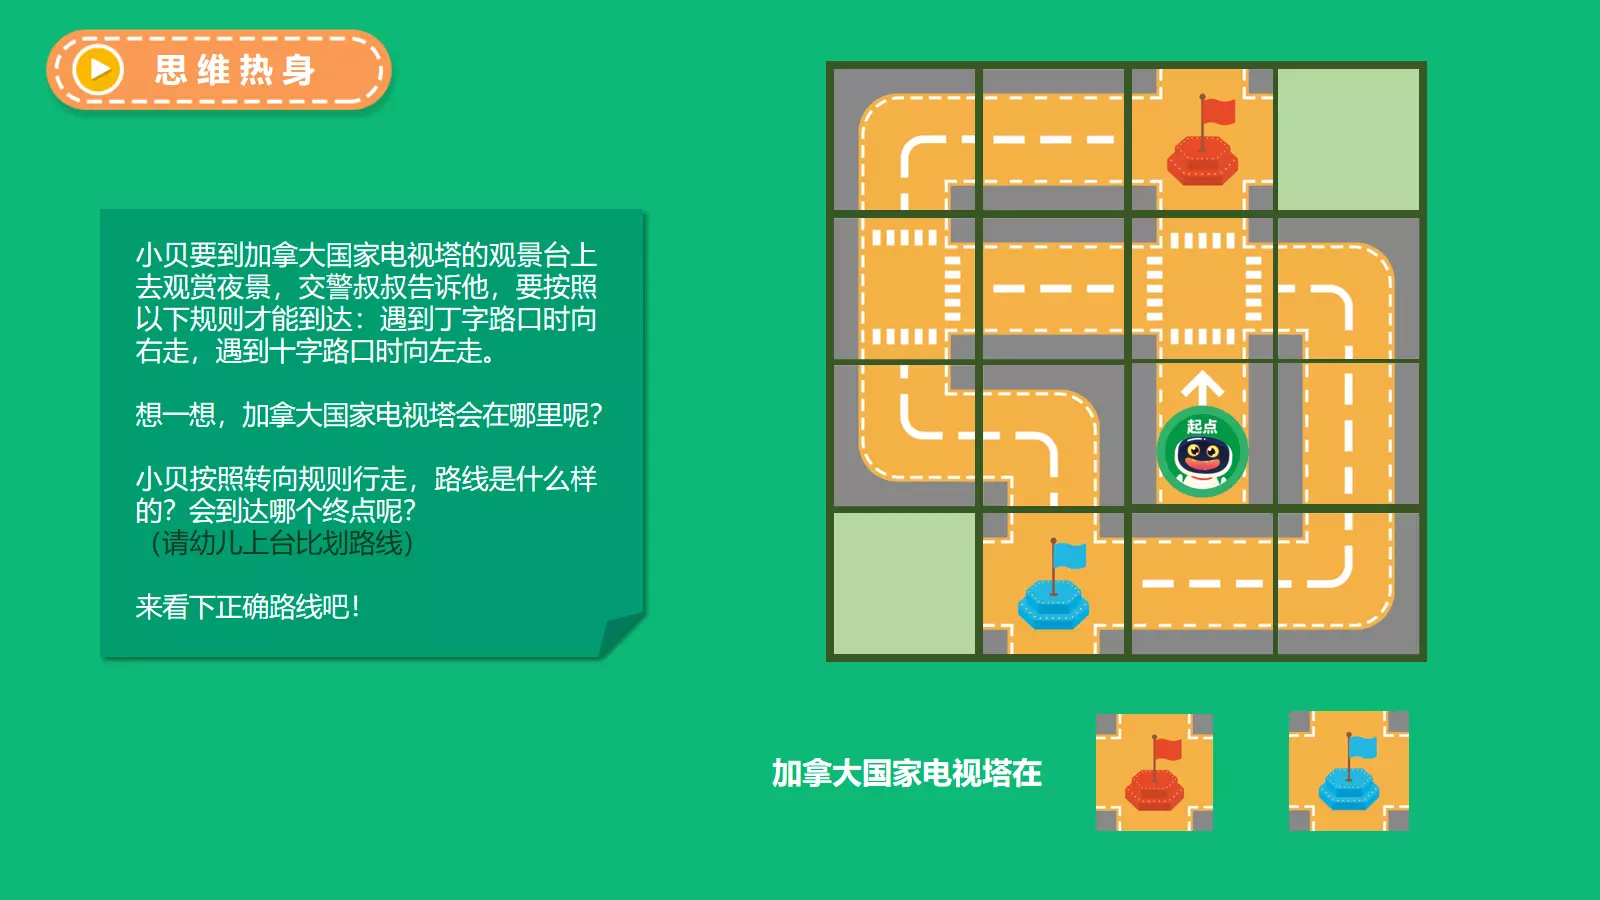 思维热身
小贝要到加拿大国家电视塔的观景台上
去观赏夜景，交警叔叔告诉他，要按照
以下规则才能到达：遇到丁字路口时向
右走，遇到十字路口时向左走。
想一想，加拿大国家电视塔会在哪里呢？
小贝按照转向规则行走，路线是什么样
的？会到达哪个终点呢？
（请幼儿上台比划路线）
来看下正确路线吧！
起点
加拿大国家电视塔在